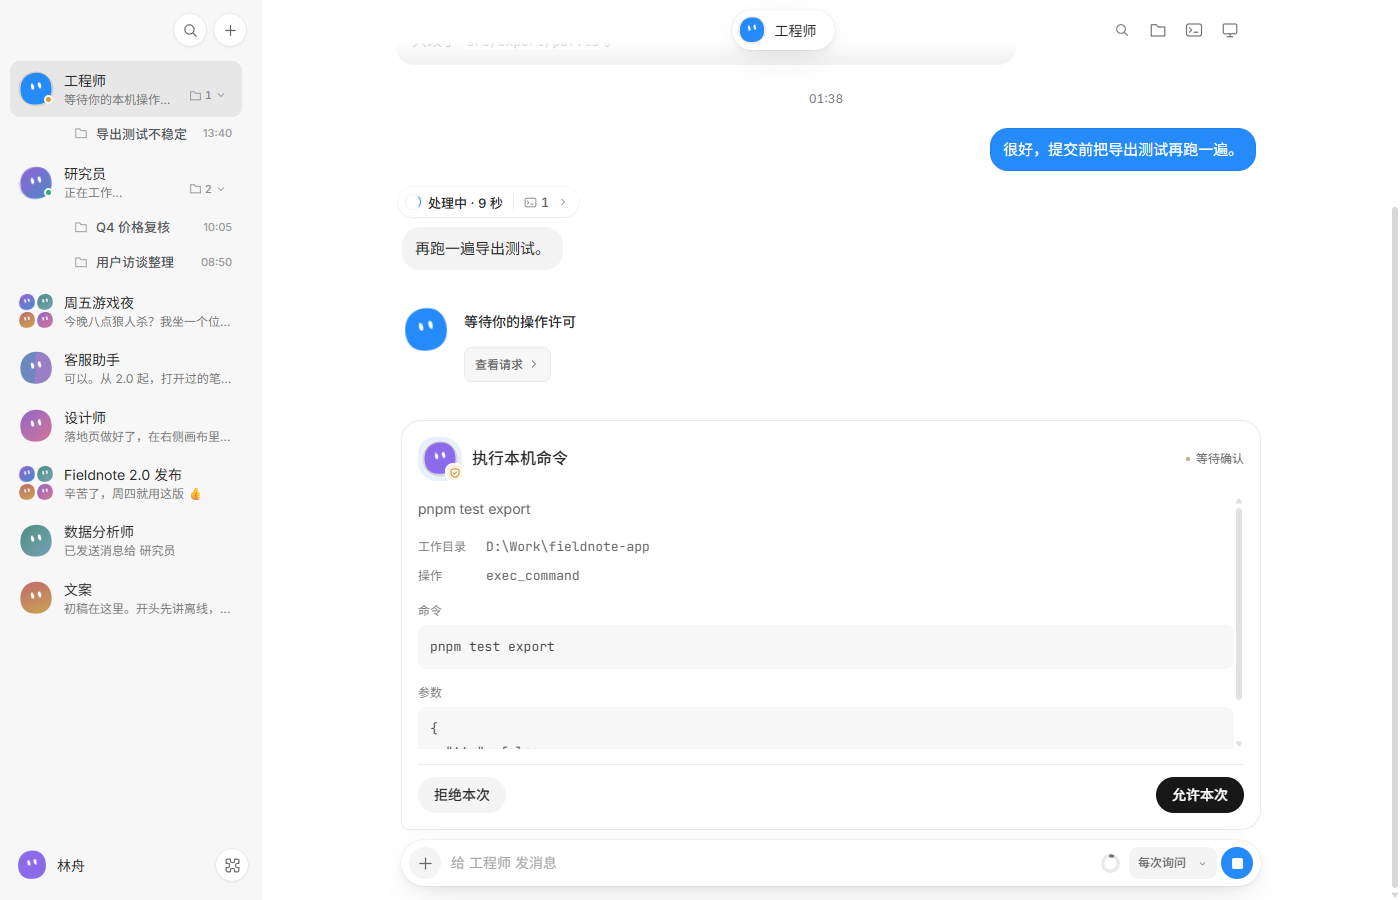 工程师
等待你的本机操作...
1
导出测试不稳定
13:40
研究员
正在工作...
2
Q4 价格复核
10:05
用户访谈整理
08:50
周五游戏夜
今晚八点狼人杀？我坐一个位...
客服助手
可以。从 2.0 起，打开过的笔...
设计师
落地页做好了，在右侧画布里...
Fieldnote 2.0 发布
辛苦了，周四就用这版 👍
数据分析师
已发送消息给 研究员
文案
初稿在这里。开头先讲离线，...
林舟
工程师
01:38
很好，提交前把导出测试再跑一遍。
处理中 · 9 秒
1
再跑一遍导出测试。
等待你的操作许可
查看请求
执行本机命令
等待确认
pnpm test export
工作目录
D:\Work\fieldnote-app
操作
exec_command
命令
pnpm test export
参数
{
拒绝本次
允许本次
给 工程师 发消息
每次询问